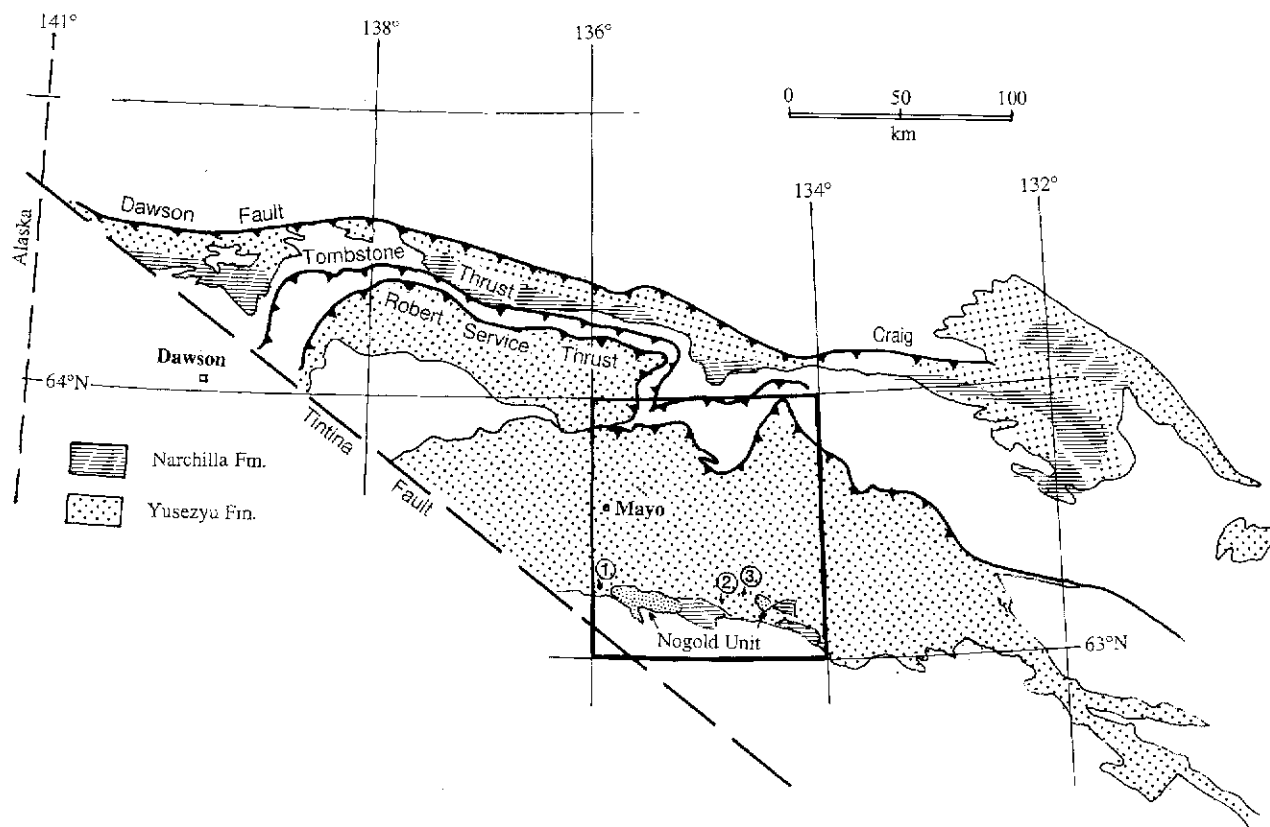 141°
138°
136°
0 50 100
km
134°
132°
Alaska
Dawson Fault
Tombstone Thrust
Robert Service Thrust
Craig
Dawson
64°N
Tintina Fault
Narchilla Fm.
Yusezyu Fm.
Mayo
1.
2.
3.
Nogold Unit
63°N